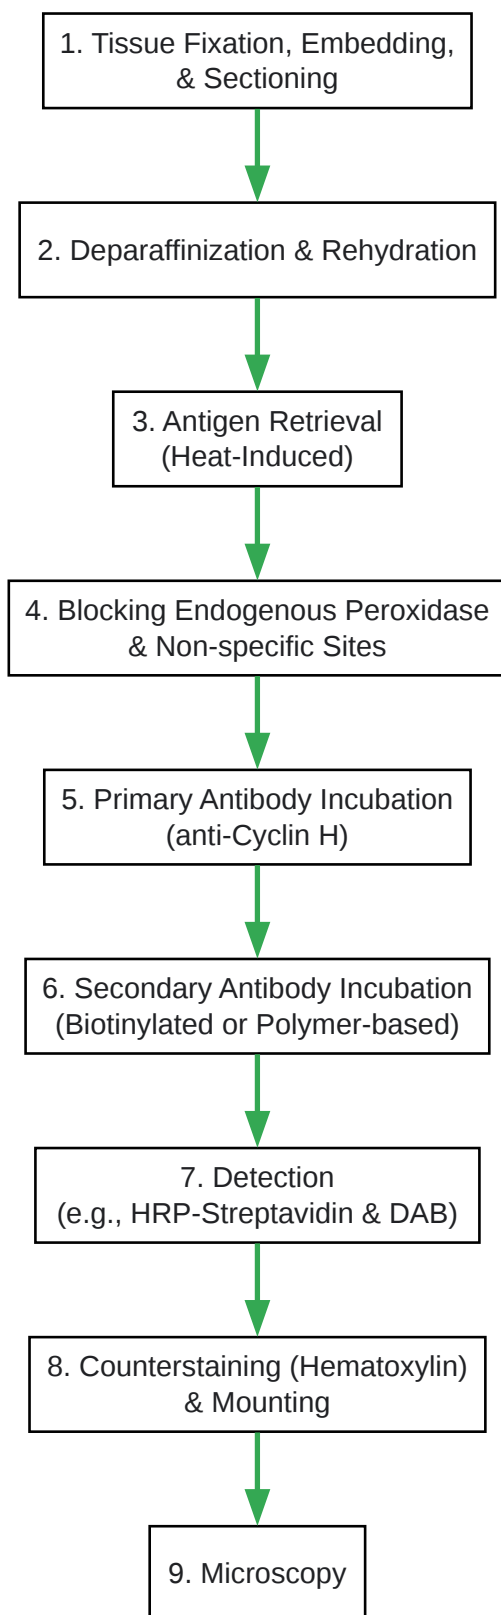 1. Tissue Fixation, Embedding,
& Sectioning
2. Deparaffinization & Rehydration
3. Antigen Retrieval
(Heat-Induced)
4. Blocking Endogenous Peroxidase
& Non-specific Sites
5. Primary Antibody Incubation
(anti-Cyclin H)
6. Secondary Antibody Incubation
(Biotinylated or Polymer-based)
7. Detection
(e.g., HRP-Streptavidin & DAB)
8. Counterstaining (Hematoxylin)
& Mounting
9. Microscopy